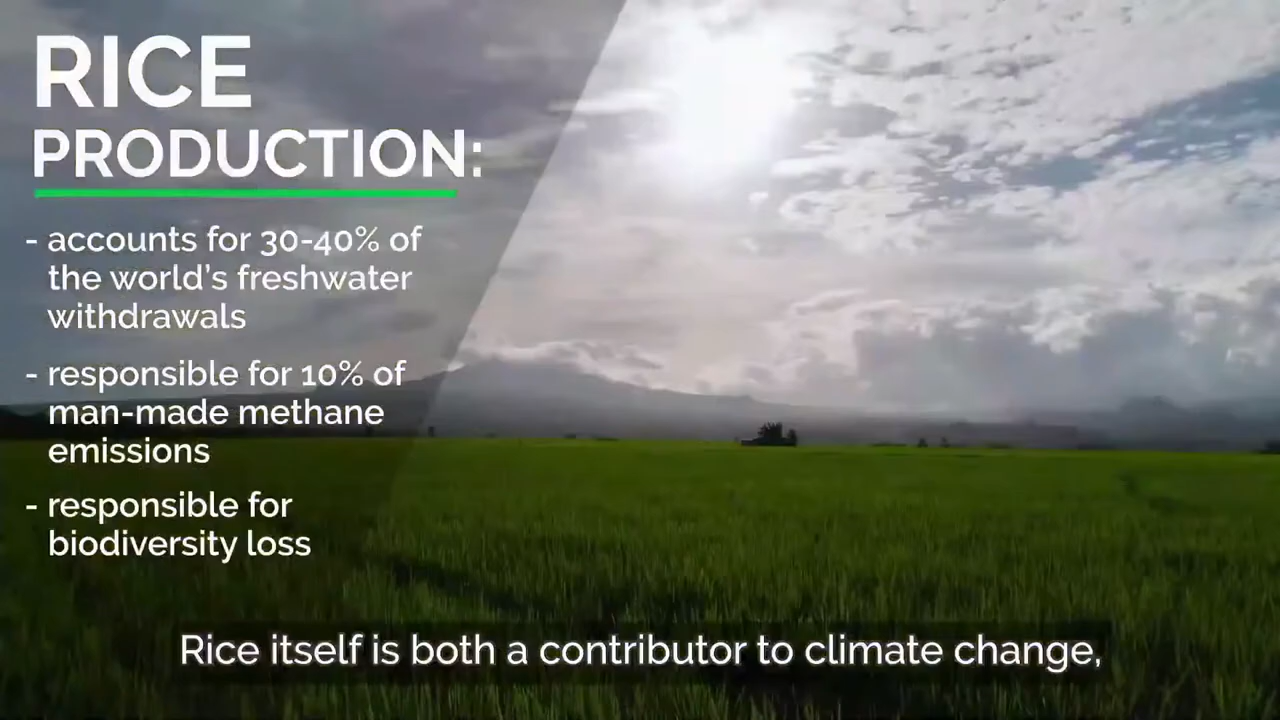 RICE
PRODUCTION:
- accounts for 30-40% of
the world's freshwater
withdrawals
- responsible for 10% of
man-made methane
emissions
- responsible for
biodiversity loss
Rice itself is both a contributor to climate change,